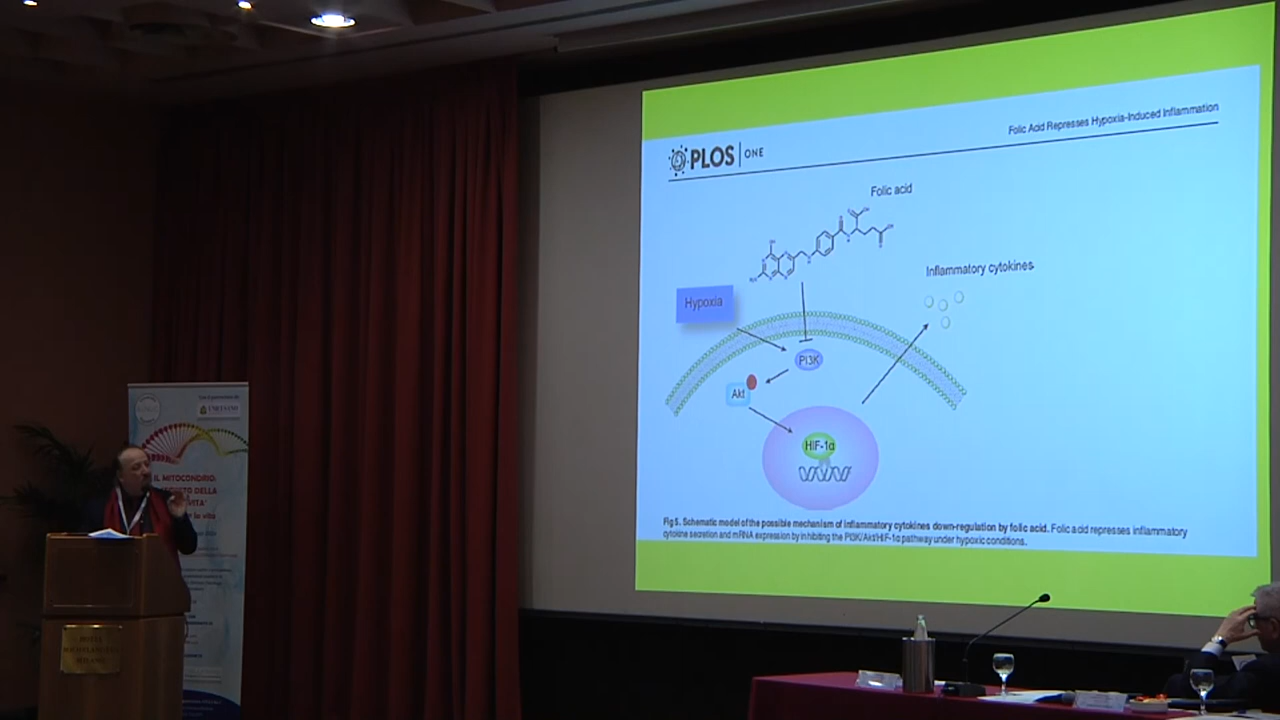 Folic Acid Represses Hypoxia-Induced Inflammation
PLOS ONE
Folic acid
Inflammatory cytokines
Hypoxia
PI3K
Akt
HIF-1α
Fig 5. Schematic model of the possible mechanism of inflammatory cytokines down-regulation by folic acid. Folic acid represses inflammatory
cytokine secretion and mRNA expression by inhibiting the PI3K/Akt/HIF-1α pathway under hypoxic conditions.
IL MITOCONDRIO:
DELLA
la vita
HOTEL
MILANO